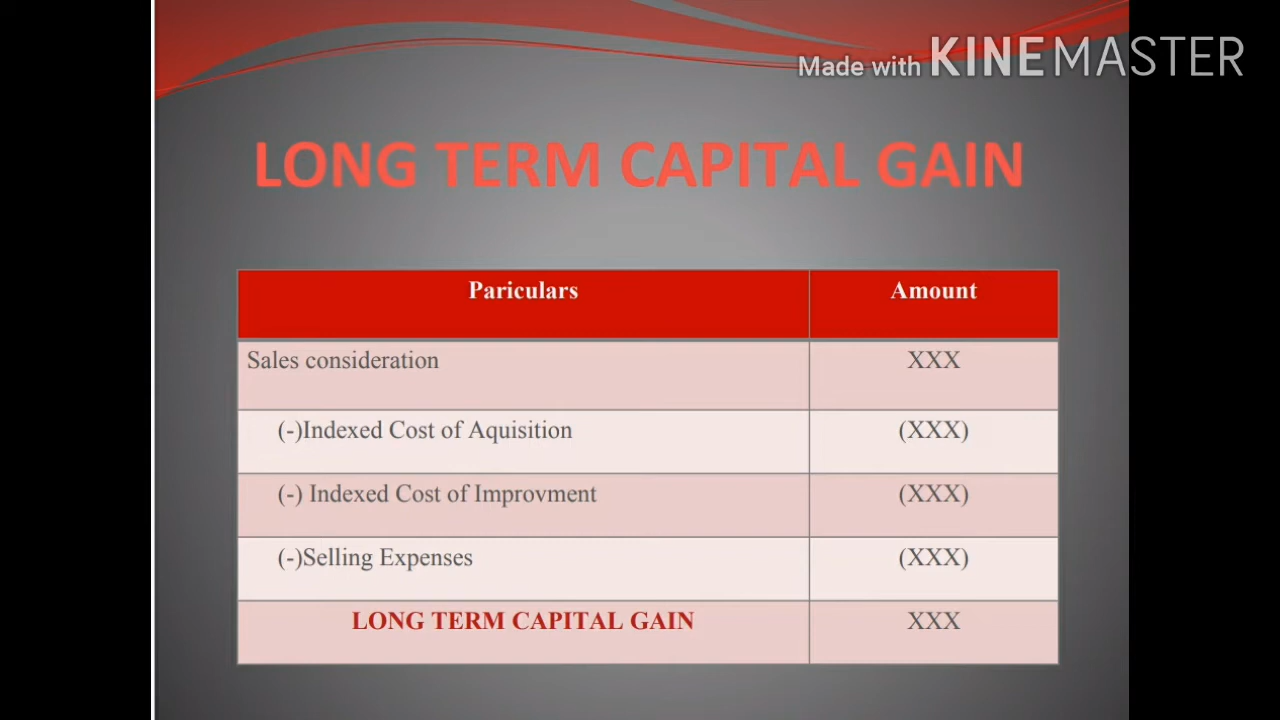 Made with KINEMASTER
LONG TERM CAPITAL GAIN
Pariculars Amount
Sales consideration XXX
(-)Indexed Cost of Aquisition (XXX)
(-) Indexed Cost of Improvment (XXX)
(-)Selling Expenses (XXX)
LONG TERM CAPITAL GAIN XXX